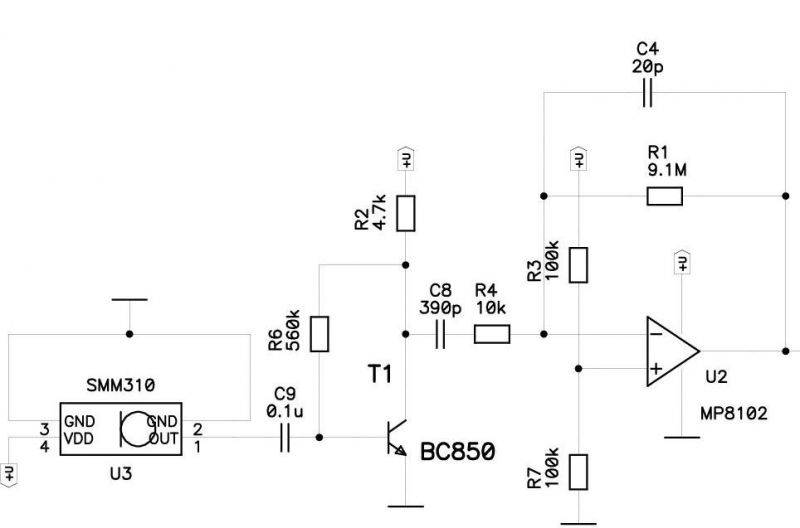 C4
20p
+U
+U
R1
9.1M
R2
4.7k
R3
100k
+U
C8
390p
R4
10k
R6
560k
T1
SMM310
C9
0.1u
U2
MP8102
3
GND
GND
2
4
VDD
OUT
1
U3
+U
BC850
R7
100k
−
+